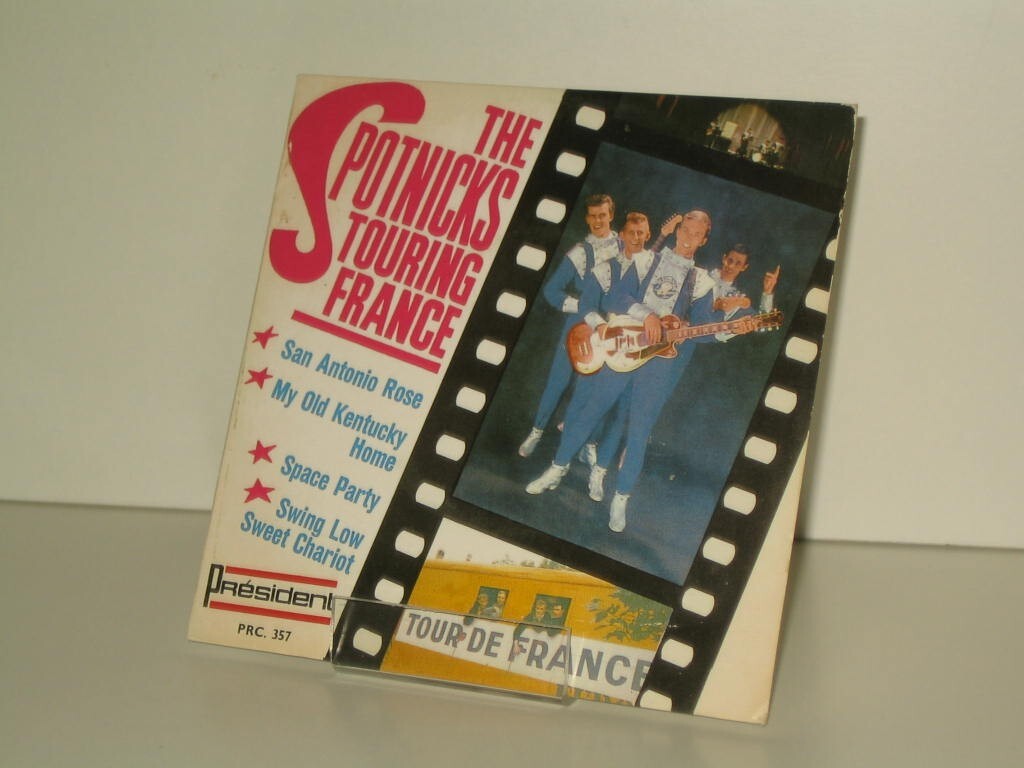 THE
SPOTNICKS
TOURING
FRANCE
San Antonio Rose
My Old Kentucky
Home
Space Party
Swing Low
Sweet Chariot
Président
PRC. 357
TOUR DE FRANCE